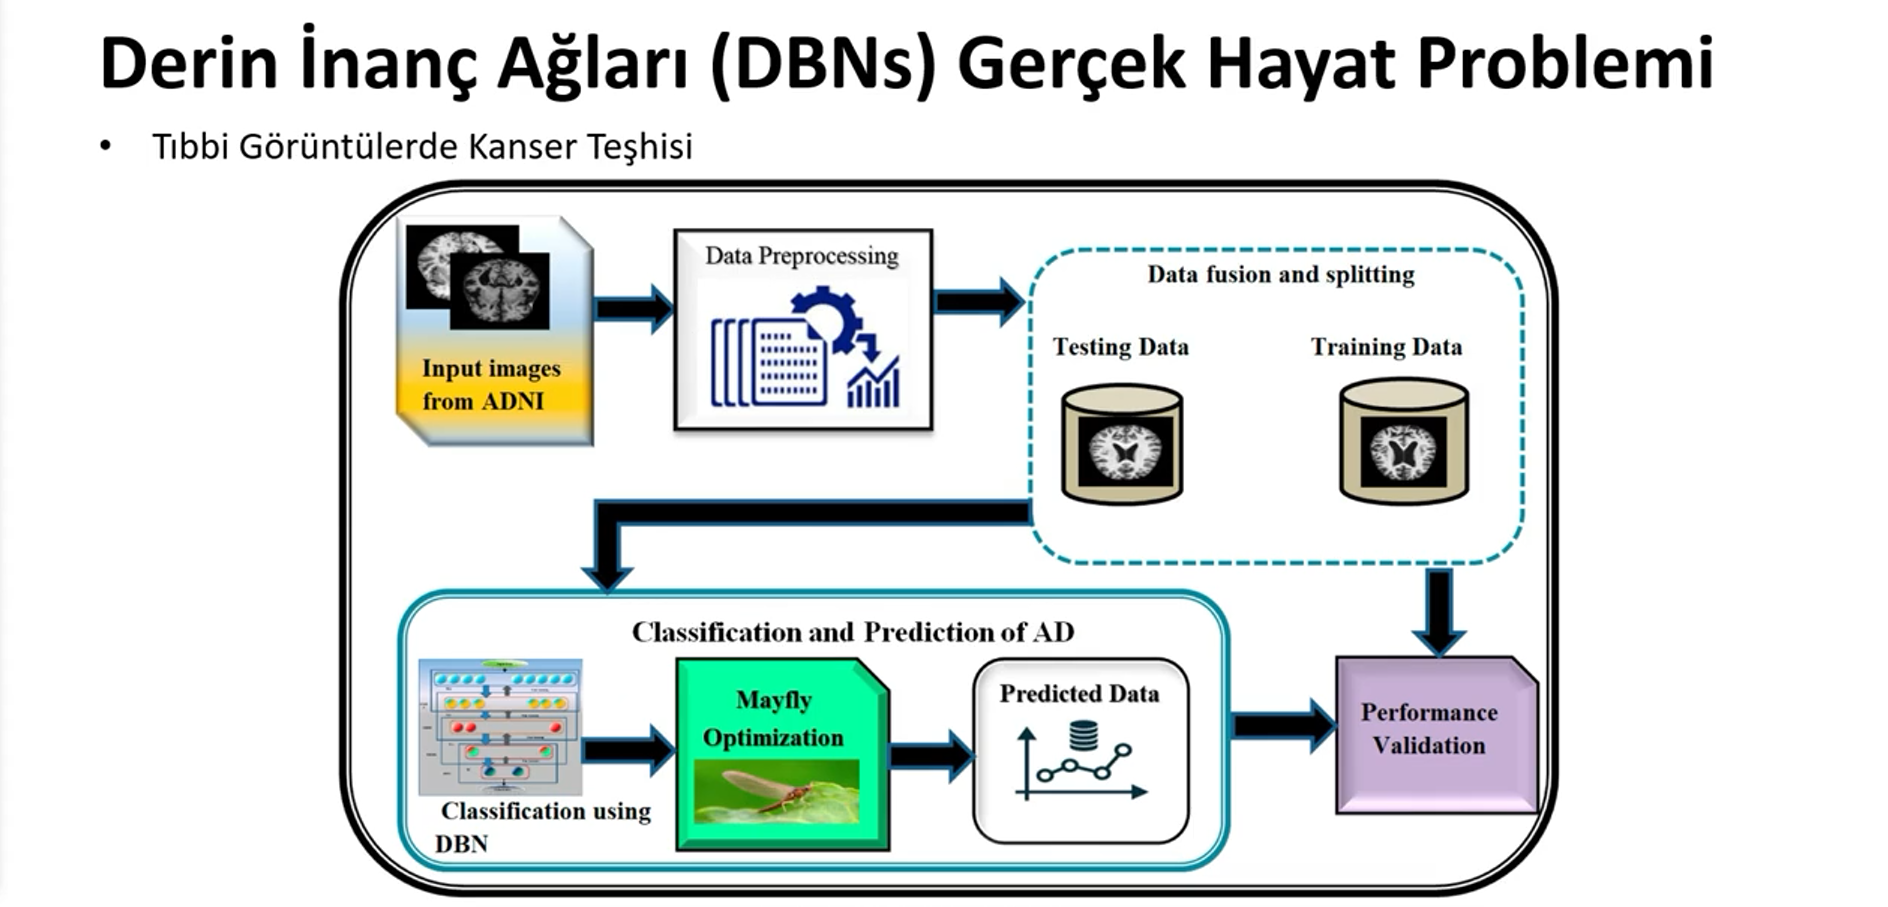 Derin İnanç Ağları (DBNs) Gerçek Hayat Problemi
• Tıbbi Görüntülerde Kanser Teşhisi
Input images
from ADNI
Data Preprocessing
Data fusion and splitting
Testing Data
Training Data
Classification and Prediction of AD
Classification using
DBN
Mayfly
Optimization
Predicted Data
Performance
Validation